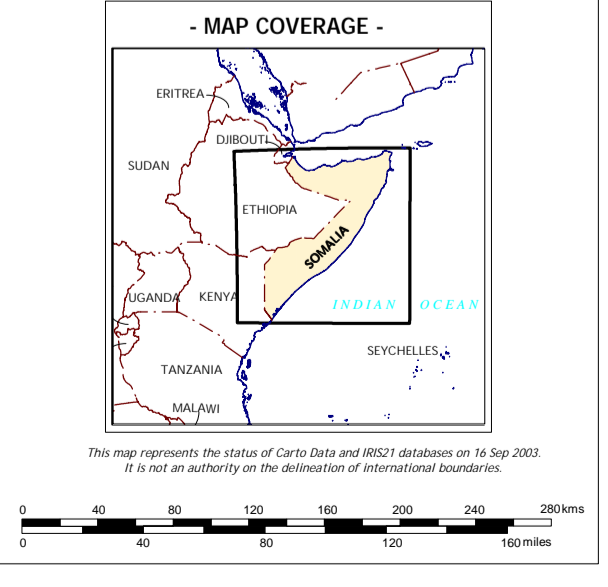 - MAP COVERAGE -
ERITREA
DJIBOUTI
SUDAN
ETHIOPIA
SOMALIA
UGANDA
KENYA
INDIAN OCEAN
SEYCHELLES
TANZANIA
MALAWI
This map represents the status of Carto Data and IRIS21 databases on 16 Sep 2003.
It is not an authority on the delineation of international boundaries.
0 40 80 120 160 200 240 280 kms
0 40 80 120 160 miles